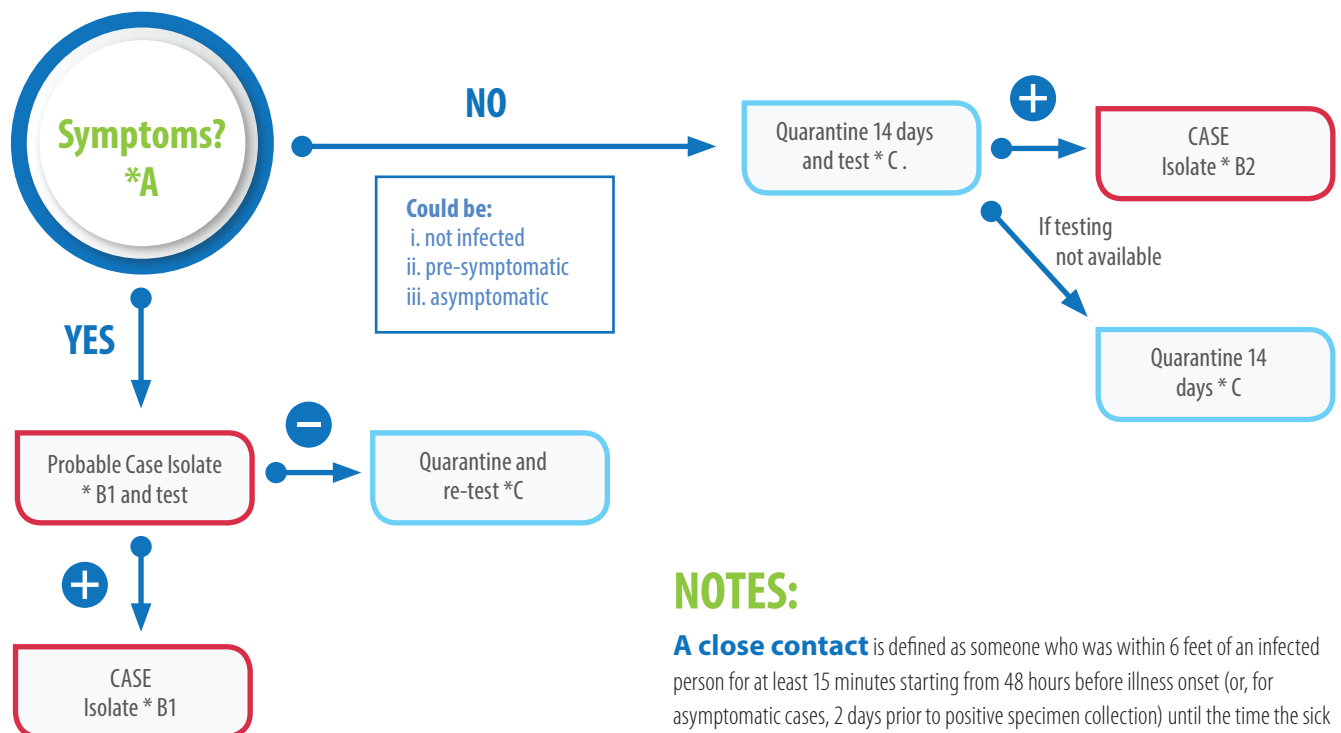 Symptoms?
*A
NO
Could be:
i. not infected
ii. pre-symptomatic
iii. asymptomatic
Quarantine 14 days
and test * C .
+
CASE
Isolate * B2
If testing
not available
Quarantine 14
days * C
YES
Probable Case Isolate
* B1 and test
−
Quarantine and
re-test *C
+
CASE
Isolate * B1
NOTES:
A close contact is defined as someone who was within 6 feet of an infected
person for at least 15 minutes starting from 48 hours before illness onset (or, for
asymptomatic cases, 2 days prior to positive specimen collection) until the time the sick